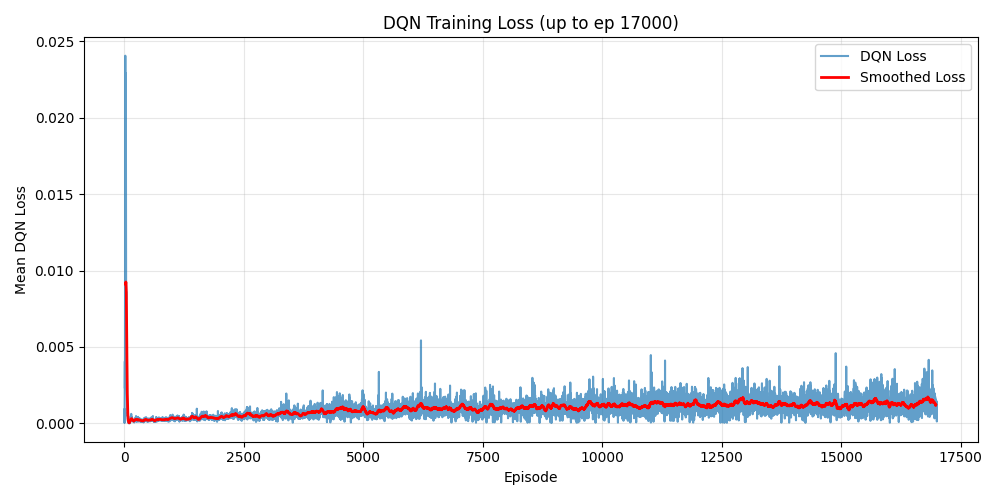 DQN Training Loss (up to ep 17000)
DQN Loss
Smoothed Loss
Mean DQN Loss
0.025
0.020
0.015
0.010
0.005
0.000
0 2500 5000 7500 10000 12500 15000 17500
Episode